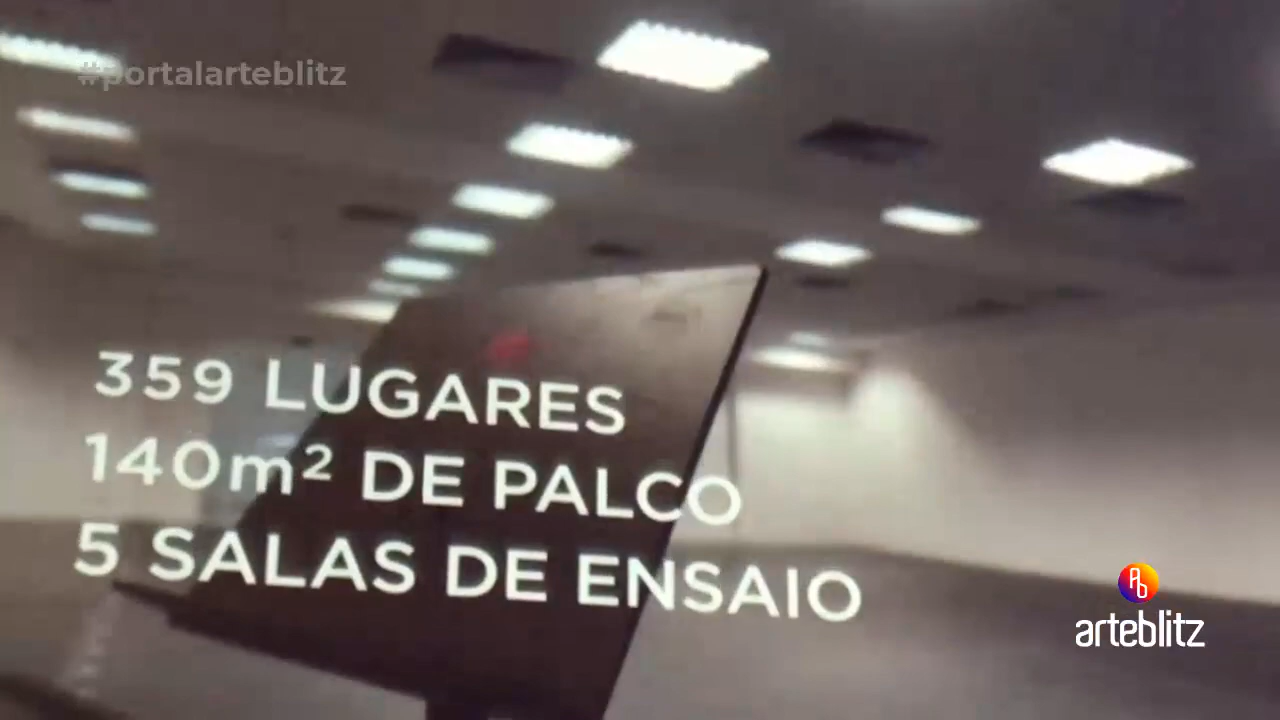 #portalarteblitz
359 LUGARES
140m² DE PALCO
5 SALAS DE ENSAIO
arteblitz